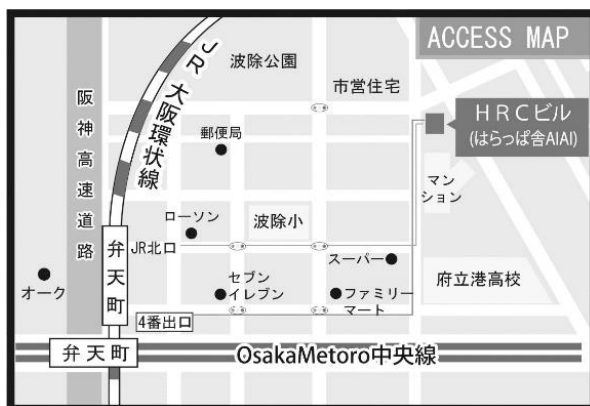 ACCESS MAP
波除公園
市営住宅
JR大阪環状線
阪神高速道路
HRCビル
(はらっぱ舎AIAI)
郵便局
マン
ション
ローソン
波除小
JR北口
弁天町
スーパー
オーク
セブン
イレブン
ファミリー
マート
府立港高校
4番出口
弁天町
OsakaMetoro中央線